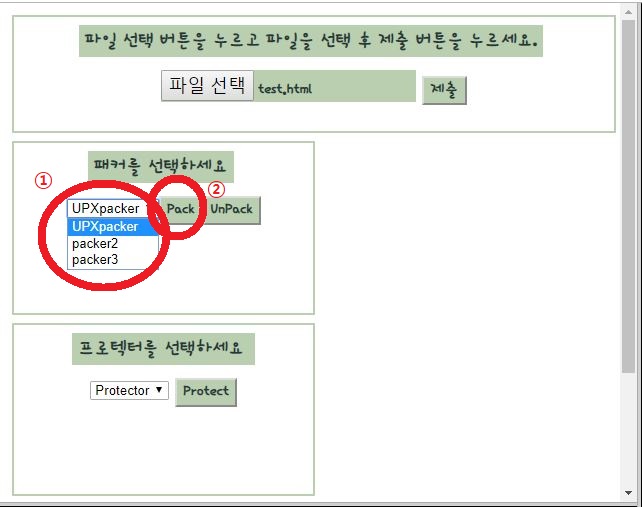 파일 선택 버튼을 누르고 파일을 선택 후 제출 버튼을 누르세요.
파일 선택 test.html 제출
패커를 선택하세요
①
②
UPXpacker Pack UnPack
UPXpacker
packer2
packer3
프로텍터를 선택하세요
Protector ▼ Protect